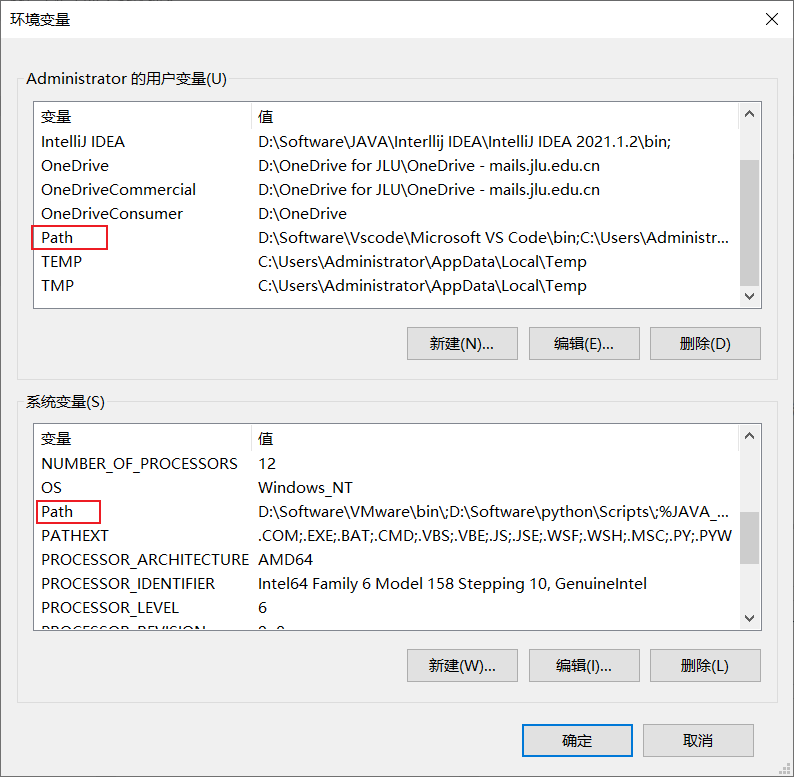 环境变量
Administrator 的用户变量(U)
变量 值
IntelliJ IDEA D:\Software\JAVA\Interllij IDEA\IntelliJ IDEA 2021.1.2\bin;
OneDrive D:\OneDrive for JLU\OneDrive - mails.jlu.edu.cn
OneDriveCommercial D:\OneDrive for JLU\OneDrive - mails.jlu.edu.cn
OneDriveConsumer D:\OneDrive
Path D:\Software\Vscode\Microsoft VS Code\bin;C:\Users\Administr...
TEMP C:\Users\Administrator\AppData\Local\Temp
TMP C:\Users\Administrator\AppData\Local\Temp
新建(N)... 编辑(E)... 删除(D)
系统变量(S)
变量 值
NUMBER_OF_PROCESSORS 12
OS Windows_NT
Path D:\Software\VMware\bin\;D:\Software\python\Scripts\;%JAVA_...
PATHEXT .COM;.EXE;.BAT;.CMD;.VBS;.VBE;.JS;.JSE;.WSF;.WSH;.MSC;.PY;.PYW
PROCESSOR_ARCHITECTURE AMD64
PROCESSOR_IDENTIFIER Intel64 Family 6 Model 158 Stepping 10, GenuineIntel
PROCESSOR_LEVEL 6
PROCESSOR_REVISION
新建(W)... 编辑(I)... 删除(L)
确定 取消